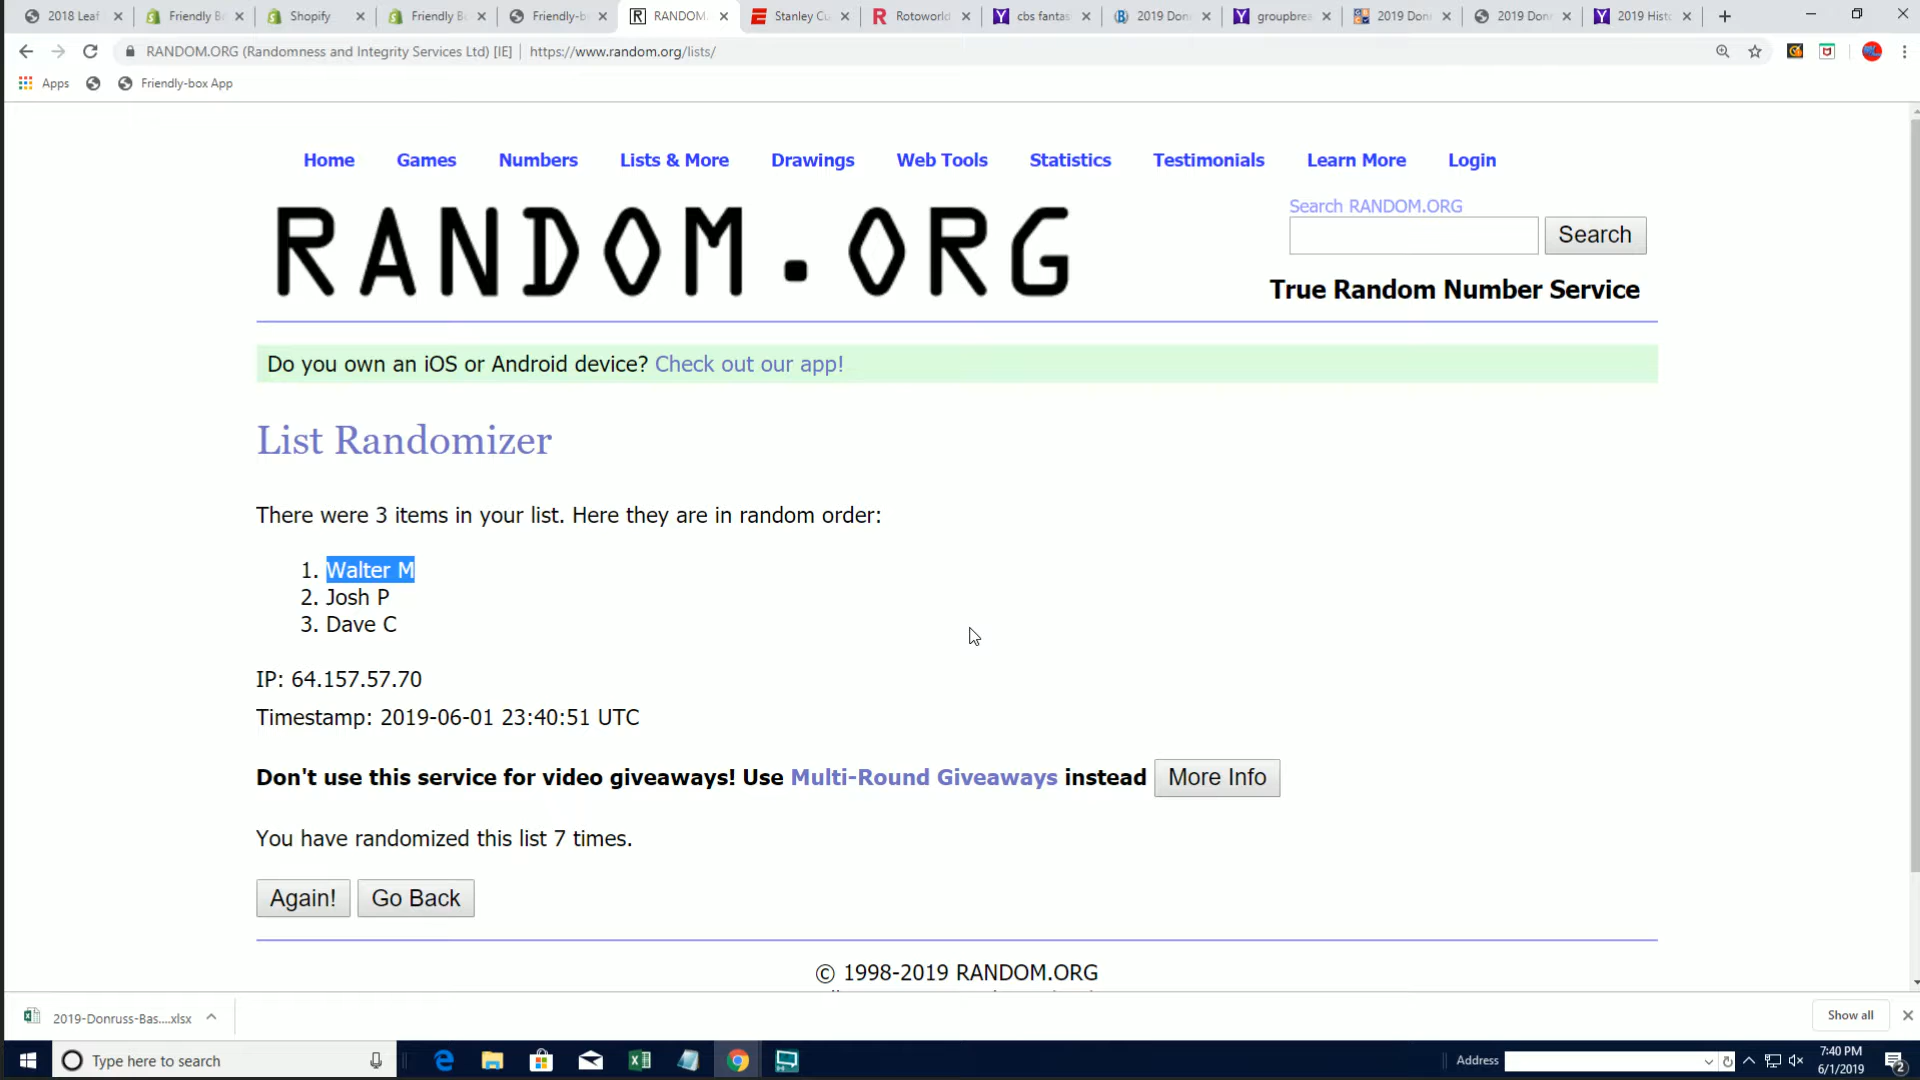 2018 Leaf
Friendly B
Shopify
Friendly B
Friendly-b
RANDOM.
Stanley Cu
Rotoworld
cbs fantas
2019 Don
groupbrea
2019 Don
2019 Don
2019 Hist
RANDOM.ORG (Randomness and Integrity Services Ltd) [IE] | https://www.random.org/lists/
Apps
Friendly-box App
Home Games Numbers Lists & More Drawings Web Tools Statistics Testimonials Learn More Login
RANDOM.ORG
Search RANDOM.ORG
Search
True Random Number Service
Do you own an iOS or Android device? Check out our app!
List Randomizer
There were 3 items in your list. Here they are in random order:
1. Walter M
2. Josh P
3. Dave C
IP: 64.157.57.70
Timestamp: 2019-06-01 23:40:51 UTC
Don't use this service for video giveaways! Use Multi-Round Giveaways instead More Info
You have randomized this list 7 times.
Again! Go Back
© 1998-2019 RANDOM.ORG
2019-Donruss-Bas....xlsx
Show all
Type here to search
Address
7:40 PM
6/1/2019
2